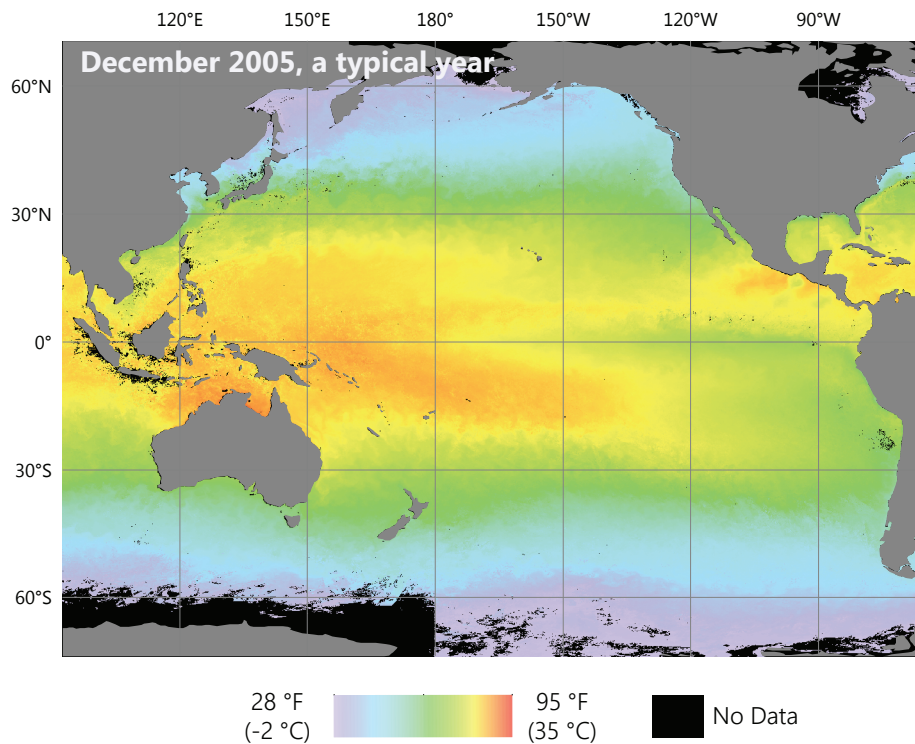 120°E 150°E 180° 150°W 120°W 90°W
December 2005, a typical year
60°N
30°N
0°
30°S
60°S
28 °F 95 °F No Data
(-2 °C) (35 °C)